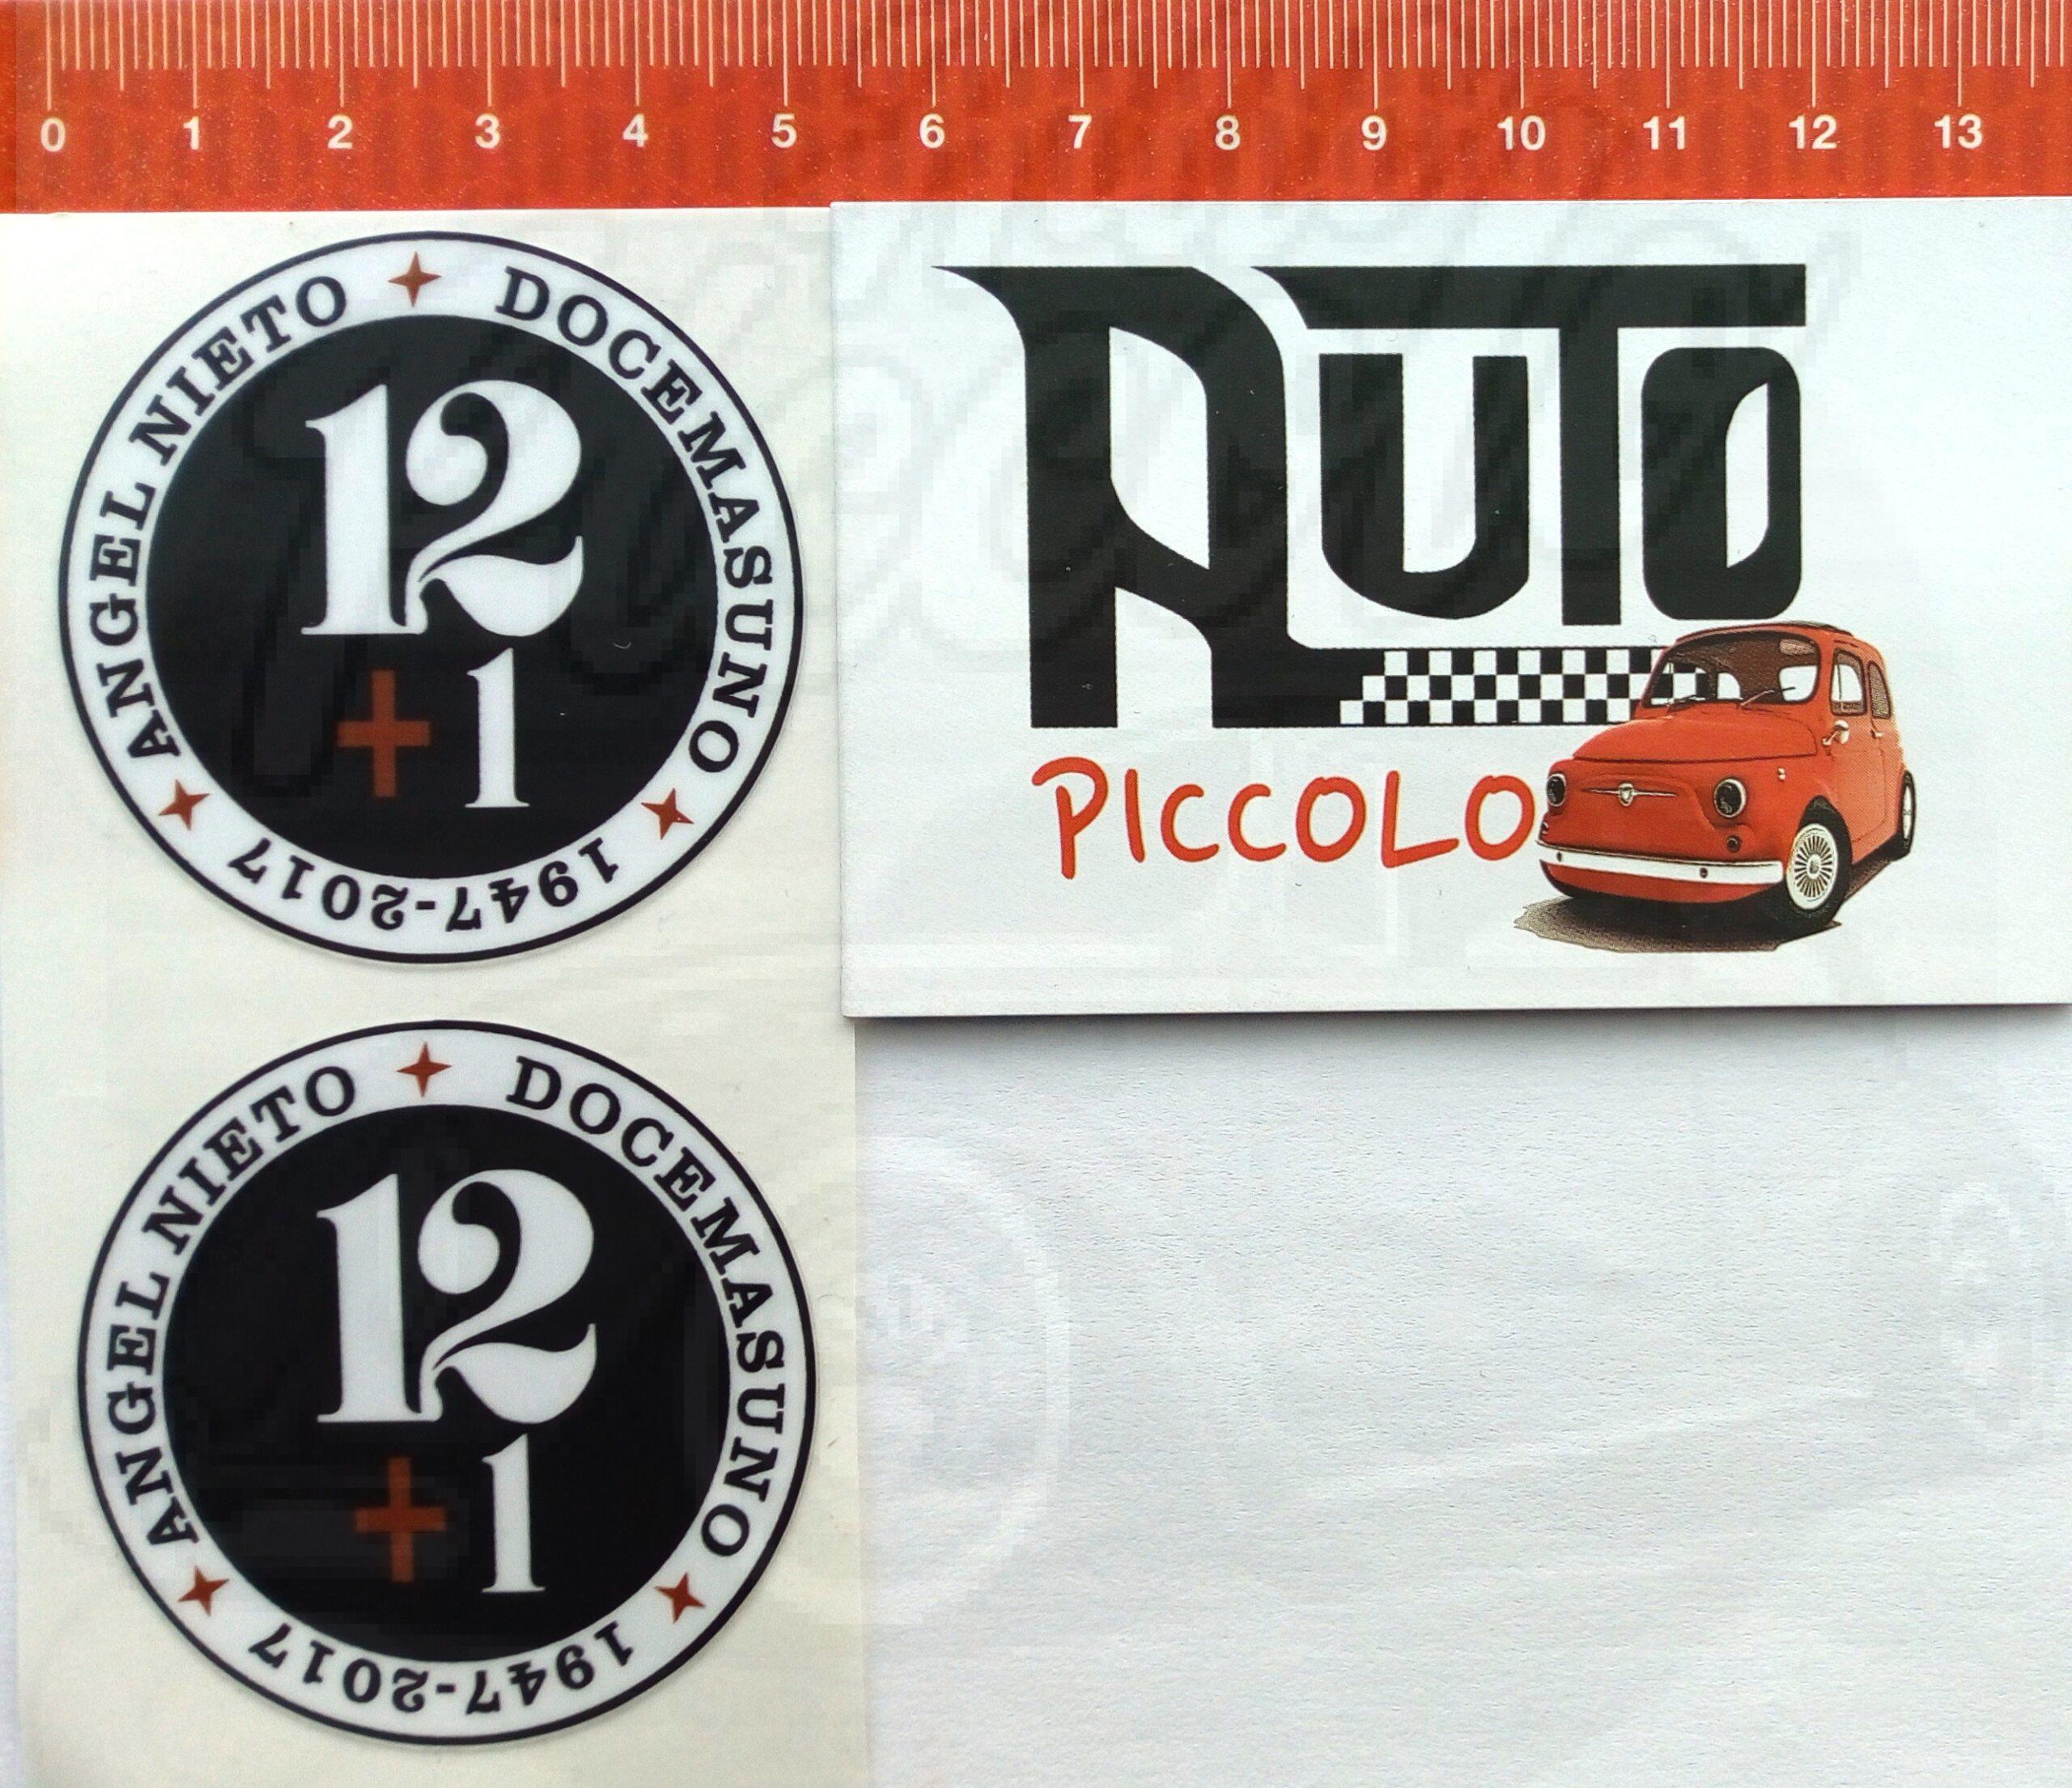 0 1 2 3 4 5 6 7 8 9 10 11 12 13
ANGEL NIETO ✦ DOCEMASUNO ✦ 1947-2017 ✦
12
+1
AUTO
PICCOLO
ANGEL NIETO ✦ DOCEMASUNO ✦ 1947-2017 ✦
12
+1